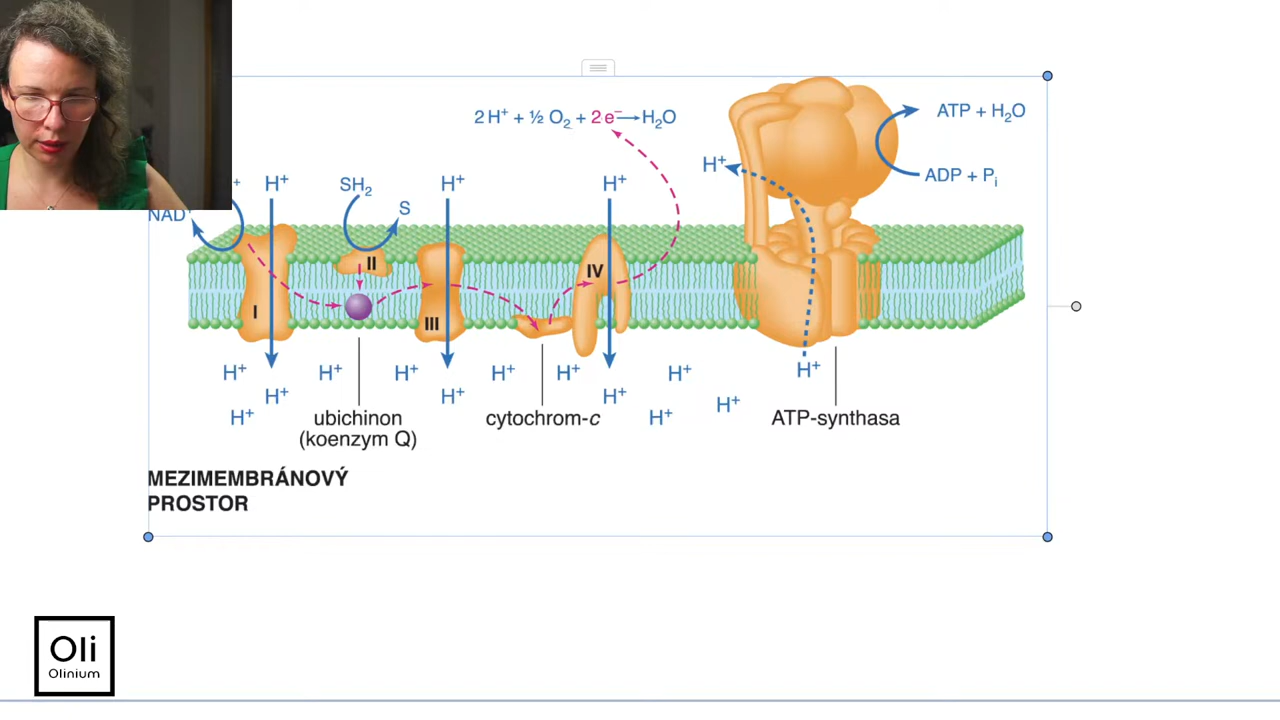 2 H⁺ + ½ O₂ + 2 e⁻ → H₂O
ATP + H₂O
H⁺
ADP + Pᵢ
⁺
H⁺
SH₂
H⁺
H⁺
NAD⁺
S
II
IV
I
III
H⁺
H⁺
H⁺
H⁺
H⁺
H⁺
H⁺
H⁺
H⁺
H⁺
H⁺
H⁺
H⁺
ubichinon
(koenzym Q)
cytochrom-c
ATP-synthasa
MEZIMEMBRÁNOVÝ
PROSTOR
Oli
Olinium